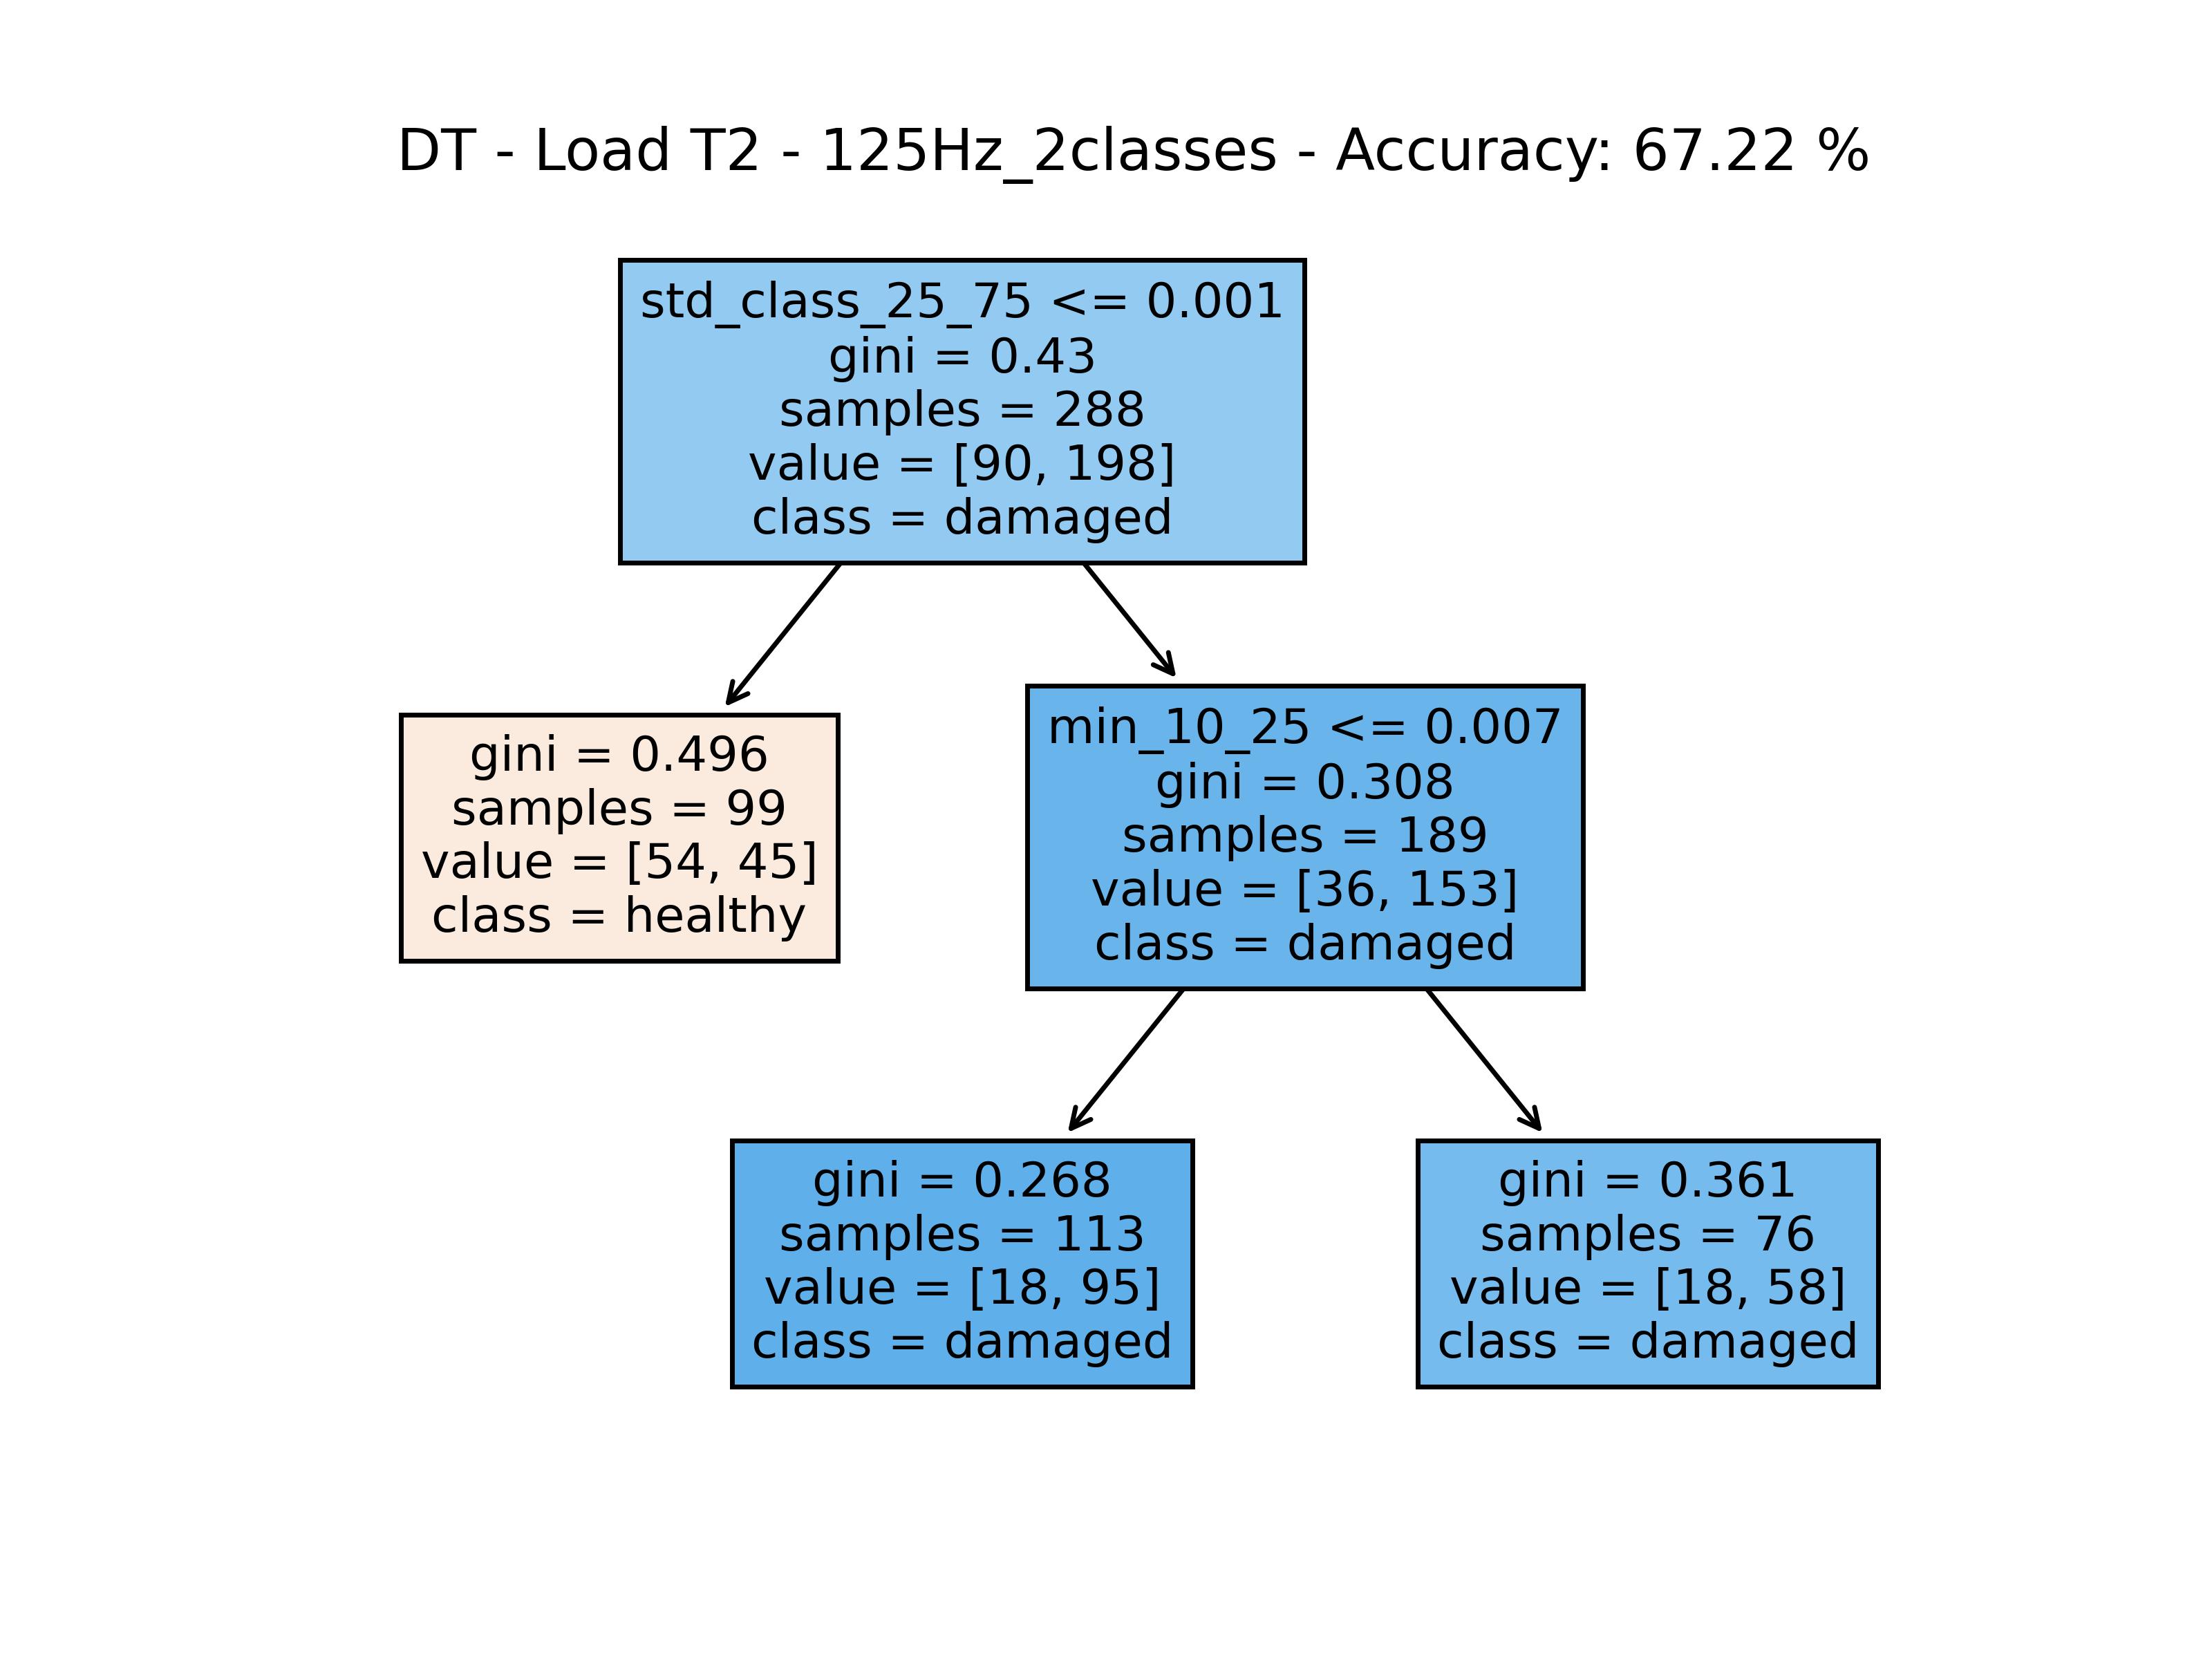 DT - Load T2 - 125Hz_2classes - Accuracy: 67.22 %
std_class_25_75 <= 0.001
gini = 0.43
samples = 288
value = [90, 198]
class = damaged
gini = 0.496
samples = 99
value = [54, 45]
class = healthy
min_10_25 <= 0.007
gini = 0.308
samples = 189
value = [36, 153]
class = damaged
gini = 0.268
samples = 113
value = [18, 95]
class = damaged
gini = 0.361
samples = 76
value = [18, 58]
class = damaged